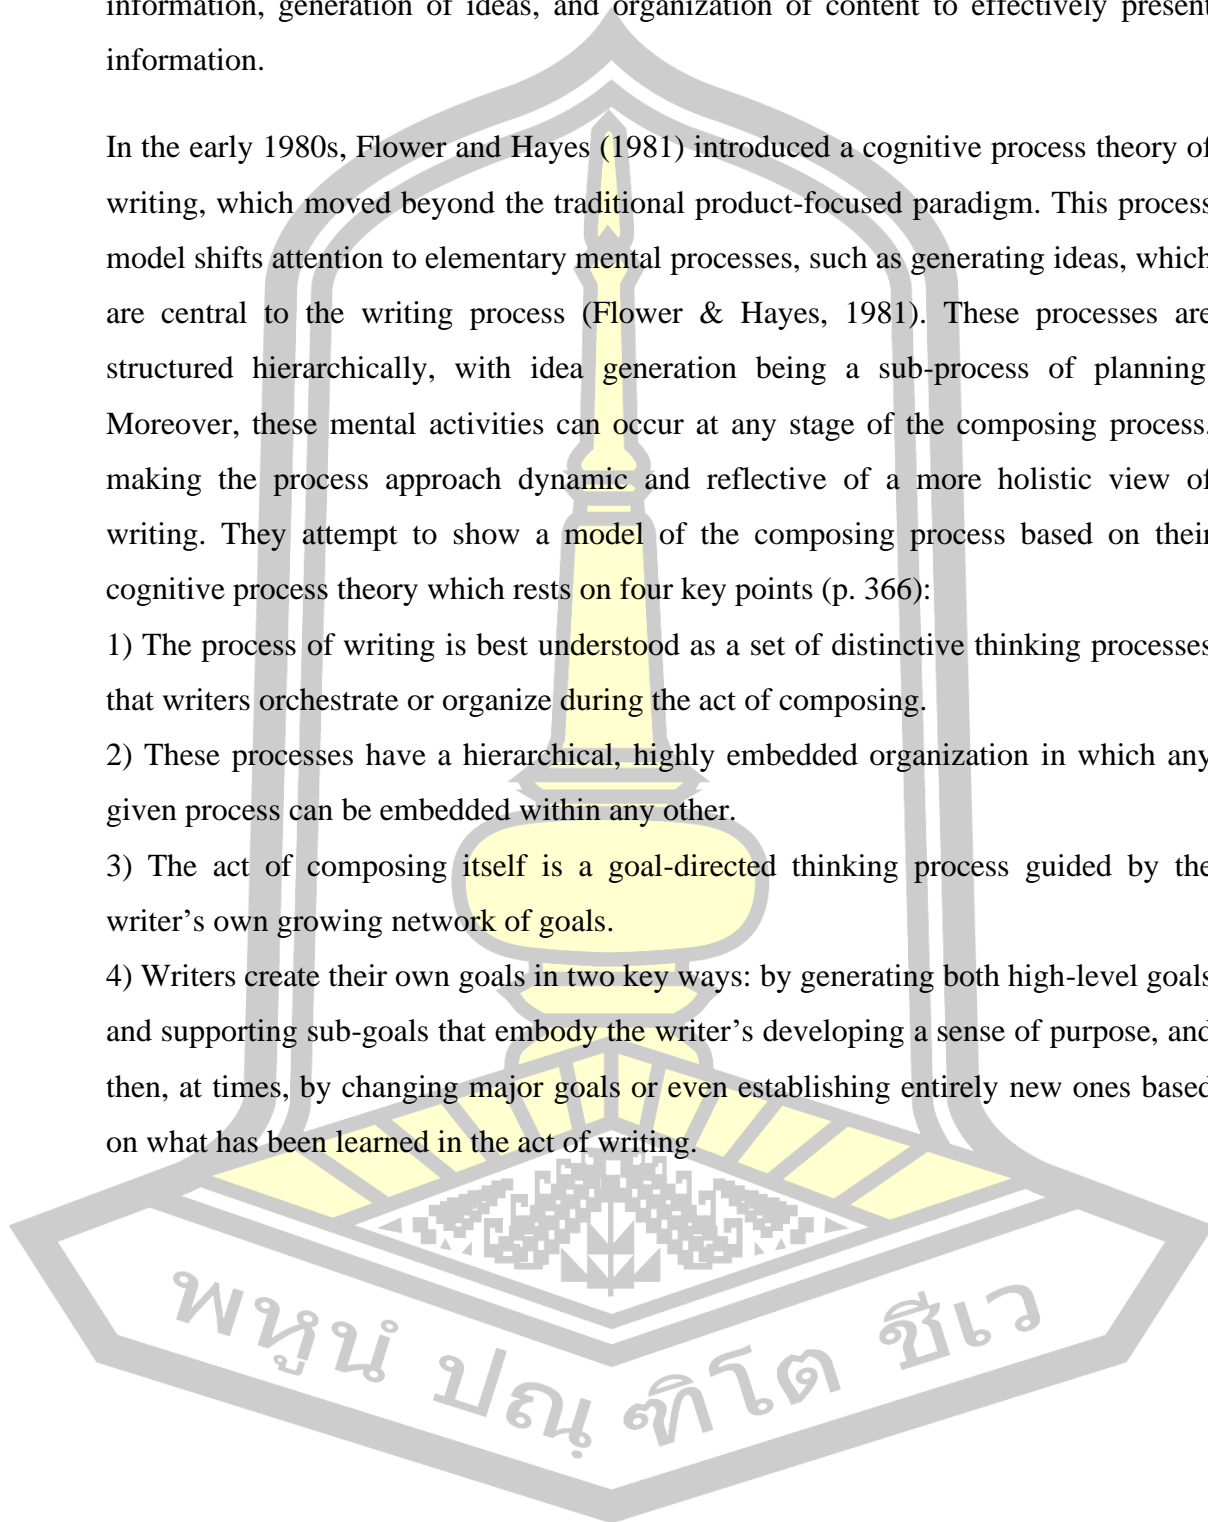 information, generation of ideas, and organization of content to effectively present
information.
In the early 1980s, Flower and Hayes (1981) introduced a cognitive process theory of
writing, which moved beyond the traditional product-focused paradigm. This process
model shifts attention to elementary mental processes, such as generating ideas, which
are central to the writing process (Flower & Hayes, 1981). These processes are
structured hierarchically, with idea generation being a sub-process of planning.
Moreover, these mental activities can occur at any stage of the composing process,
making the process approach dynamic and reflective of a more holistic view of
writing. They attempt to show a model of the composing process based on their
cognitive process theory which rests on four key points (p. 366):
1) The process of writing is best understood as a set of distinctive thinking processes
that writers orchestrate or organize during the act of composing.
2) These processes have a hierarchical, highly embedded organization in which any
given process can be embedded within any other.
3) The act of composing itself is a goal-directed thinking process guided by the
writer’s own growing network of goals.
4) Writers create their own goals in two key ways: by generating both high-level goals
and supporting sub-goals that embody the writer’s developing a sense of purpose, and
then, at times, by changing major goals or even establishing entirely new ones based
on what has been learned in the act of writing.
พหูนํ ปณฺ ฑิโต ชีเว